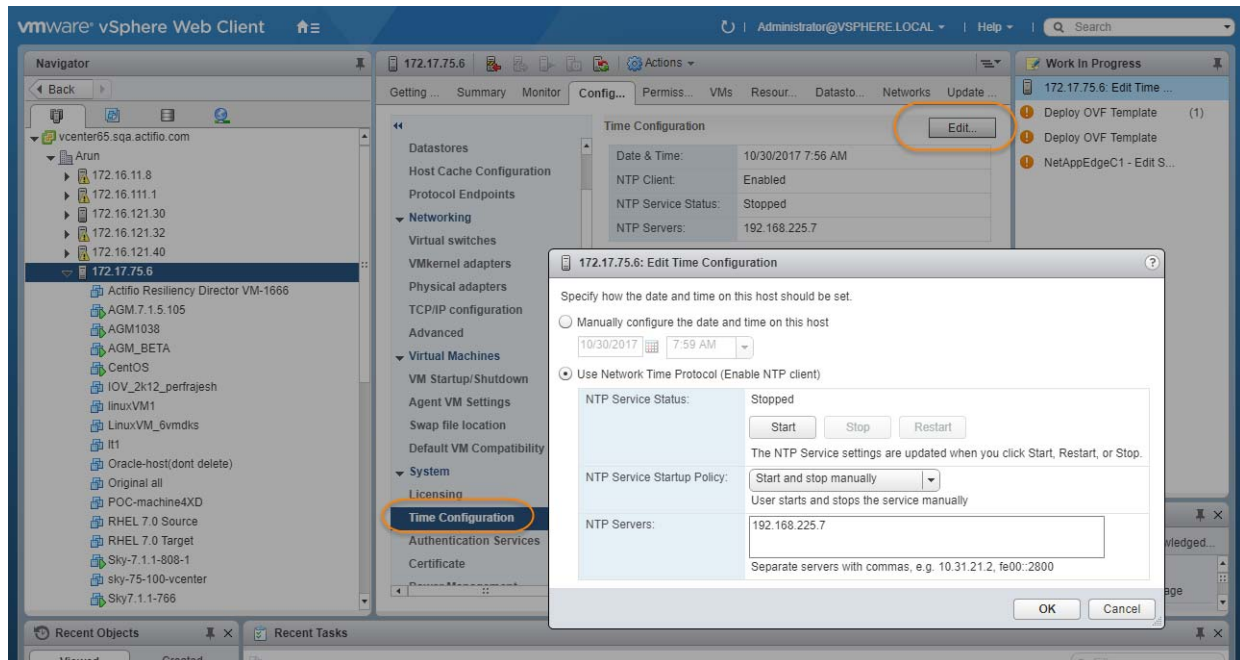 vmware® vSphere Web Client
Administrator@VSPHERE.LOCAL
Help
Search
Navigator
Back
vcenter65.sqa.actifio.com
Arun
172.16.11.8
172.16.111.1
172.16.121.30
172.16.121.32
172.16.121.40
172.17.75.6
Actifio Resiliency Director VM-1666
AGM.7.1.5.105
AGM1038
AGM_BETA
CentOS
IOV_2k12_perfrajesh
linuxVM1
LinuxVM_6vmdks
lt1
Oracle-host(dont delete)
Original all
POC-machine4XD
RHEL 7.0 Source
RHEL 7.0 Target
Sky-7.1.1-808-1
sky-75-100-vcenter
Sky7.1.1-766
172.17.75.6
Actions
Getting ... Summary Monitor Config... Permiss... VMs Resour... Datasto... Networks Update ...
Datastores
Host Cache Configuration
Protocol Endpoints
Networking
Virtual switches
VMkernel adapters
Physical adapters
TCP/IP configuration
Advanced
Virtual Machines
VM Startup/Shutdown
Agent VM Settings
Swap file location
Default VM Compatibility
System
Licensing
Time Configuration
Authentication Services
Certificate
Time Configuration
Edit...
Date & Time: 10/30/2017 7:56 AM
NTP Client: Enabled
NTP Service Status: Stopped
NTP Servers: 192.168.225.7
Work In Progress
172.17.75.6: Edit Time ...
Deploy OVF Template (1)
Deploy OVF Template
NetAppEdgeC1 - Edit S...
172.17.75.6: Edit Time Configuration
?
Specify how the date and time on this host should be set.
Manually configure the date and time on this host
10/30/2017 7:59 AM
Use Network Time Protocol (Enable NTP client)
NTP Service Status: Stopped
Start Stop Restart
The NTP Service settings are updated when you click Start, Restart, or Stop.
NTP Service Startup Policy: Start and stop manually
User starts and stops the service manually
NTP Servers: 192.168.225.7
Separate servers with commas, e.g. 10.31.21.2, fe00::2800
OK Cancel
Recent Objects
Recent Tasks